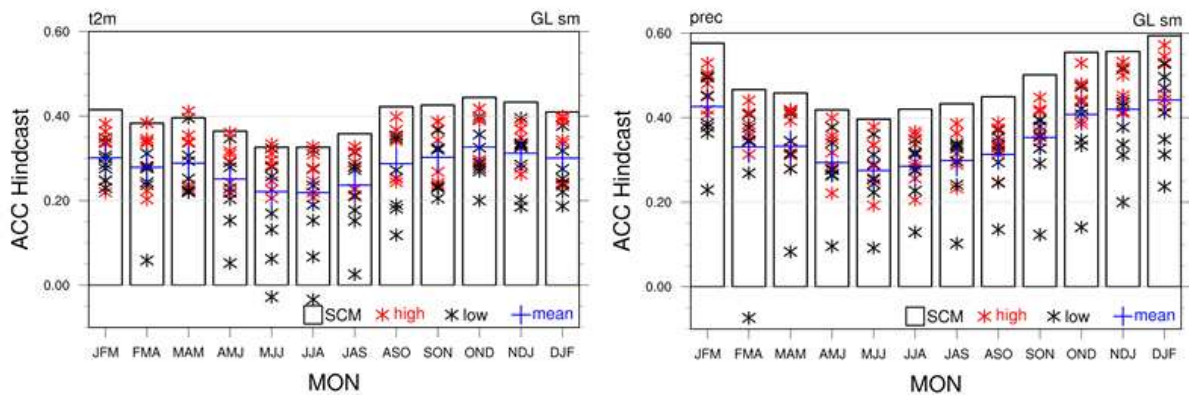 t2m GL sm
0.60
0.40
0.20
0.00
ACC Hindcast
SCM high low mean
JFM FMA MAM AMJ MJJ JJA JAS ASO SON OND NDJ DJF
MON
prec GL sm
0.60
0.40
0.20
0.00
ACC Hindcast
SCM high low mean
JFM FMA MAM AMJ MJJ JJA JAS ASO SON OND NDJ DJF
MON